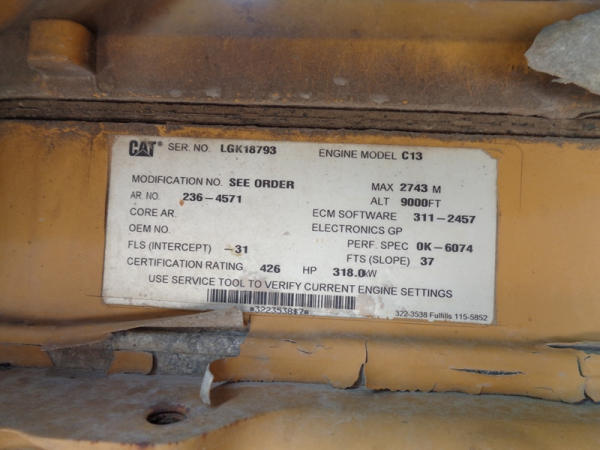 CAT SER. NO. LGK18793 ENGINE MODEL C13
MODIFICATION NO. SEE ORDER MAX 2743 M
AR. NO. 236-4571 ALT 9000FT
CORE AR. ECM SOFTWARE 311-2457
OEM NO. ELECTRONICS GP
FLS (INTERCEPT) -31 PERF. SPEC 0K-6074
CERTIFICATION RATING 426 HP 318.0kW FTS (SLOPE) 37
USE SERVICE TOOL TO VERIFY CURRENT ENGINE SETTINGS
*322353817* 322-3538 Fulfills 115-5852